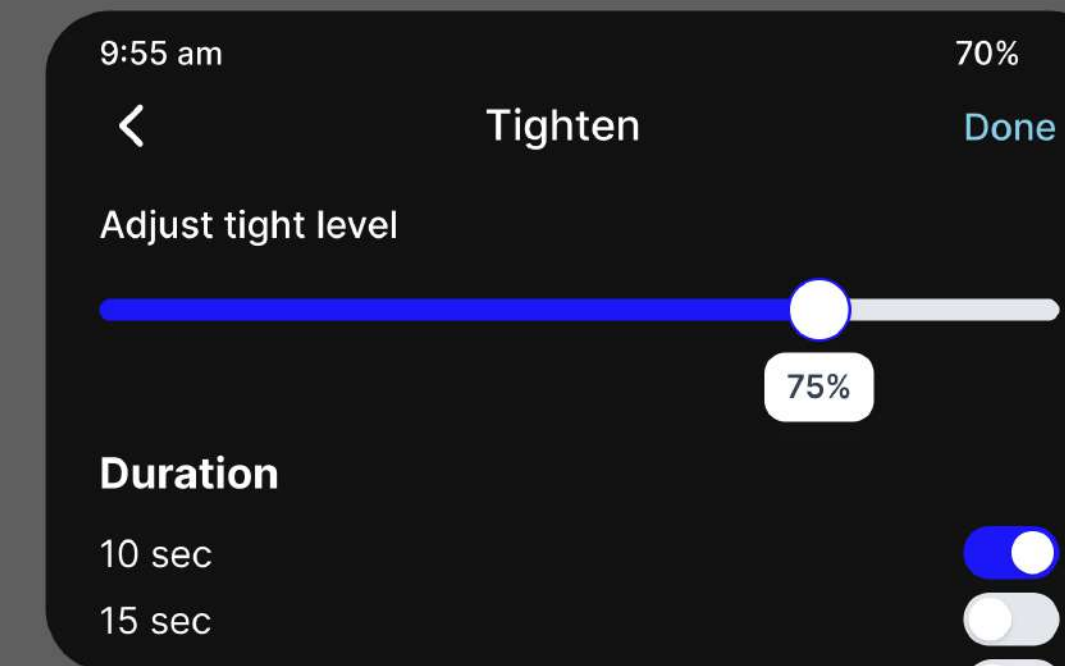 9:55 am 70%
Tighten Done
Adjust tight level
75%
Duration
10 sec
15 sec